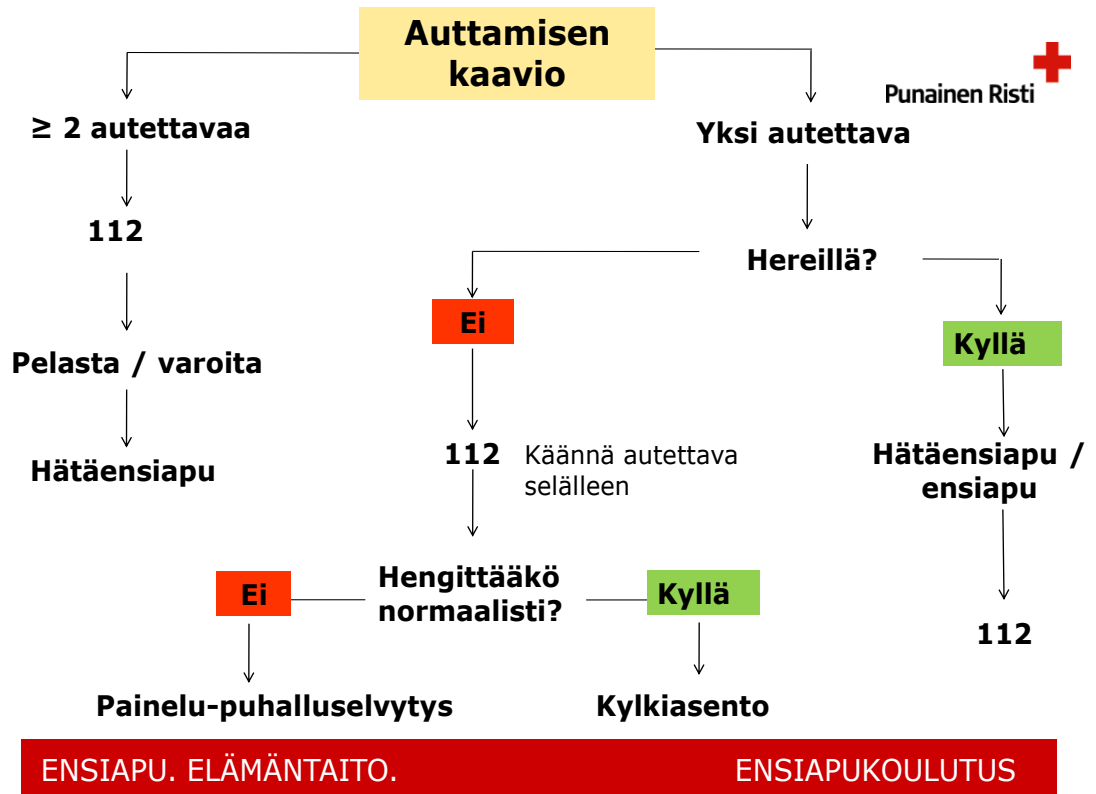 Auttamisen
kaavio
Punainen Risti
≥ 2 autettavaa
Yksi autettava
112
Hereillä?
Ei
Kyllä
Pelasta / varoita
Hätäensiapu
112 Käännä autettava
selälleen
Hätäensiapu /
ensiapu
Hengittääkö
normaalisti?
Ei
Kyllä
112
Painelu-puhalluselvytys
Kylkiasento
ENSIAPU. ELÄMÄNTAITO. ENSIAPUKOULUTUS